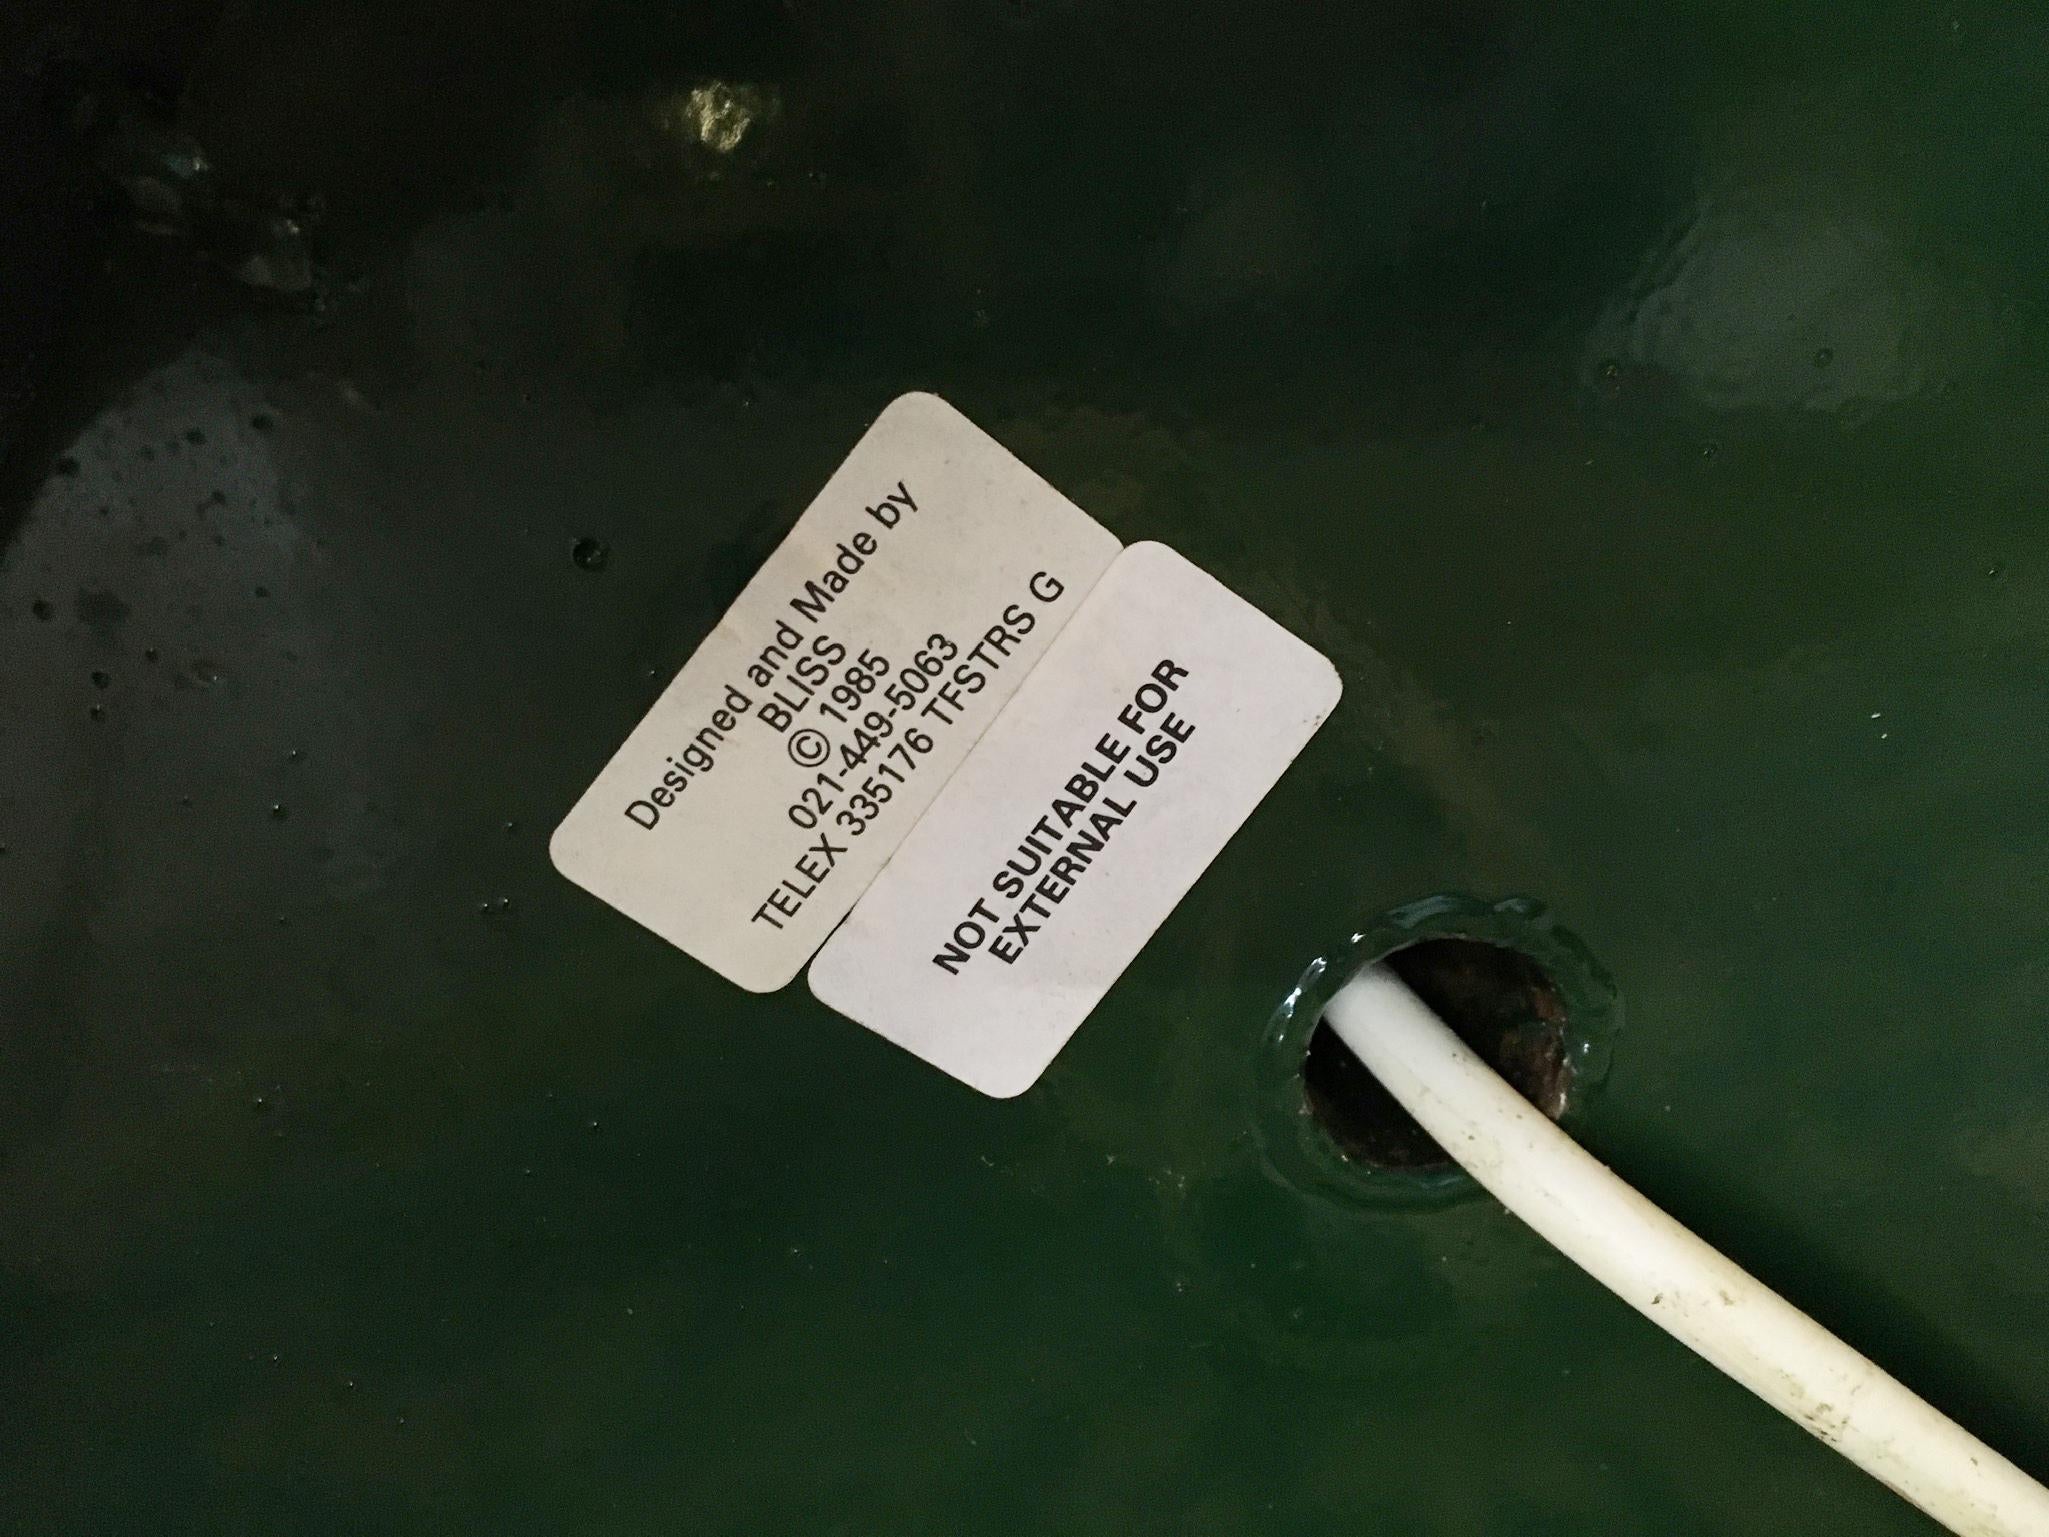 Designed and Made by
BLISS
© 1985
021-449-5063
TELEX 335176 TFSTRS G
NOT SUITABLE FOR
EXTERNAL USE